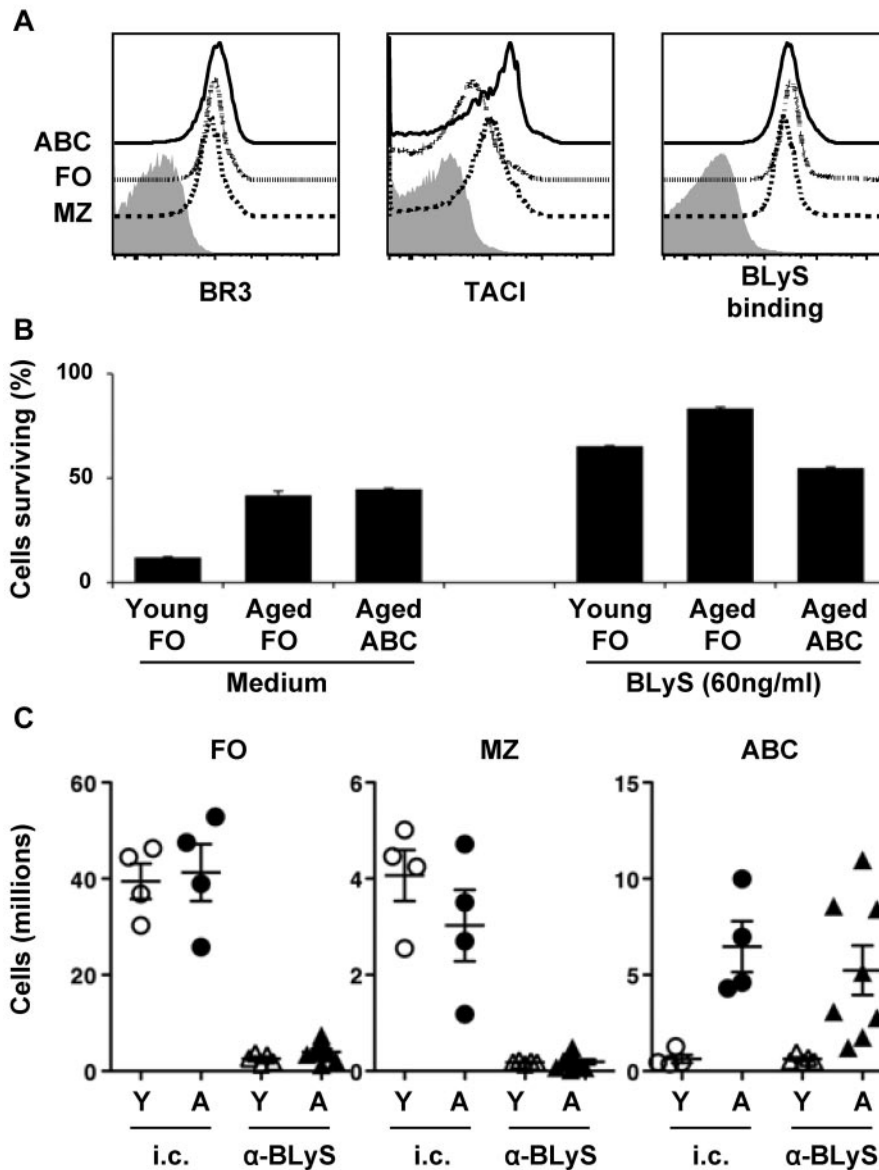 A
ABC
FO
MZ
BR3
TACI
BLyS
binding
B
Cells surviving (%)
100
50
0
Young
FO
Aged
FO
Aged
ABC
Young
FO
Aged
FO
Aged
ABC
Medium
BLyS (60ng/ml)
C
FO
MZ
ABC
Cells (millions)
60
40
20
0
6
4
2
0
15
10
5
0
Y A Y A
Y A Y A
Y A Y A
i.c. α-BLyS
i.c. α-BLyS
i.c. α-BLyS